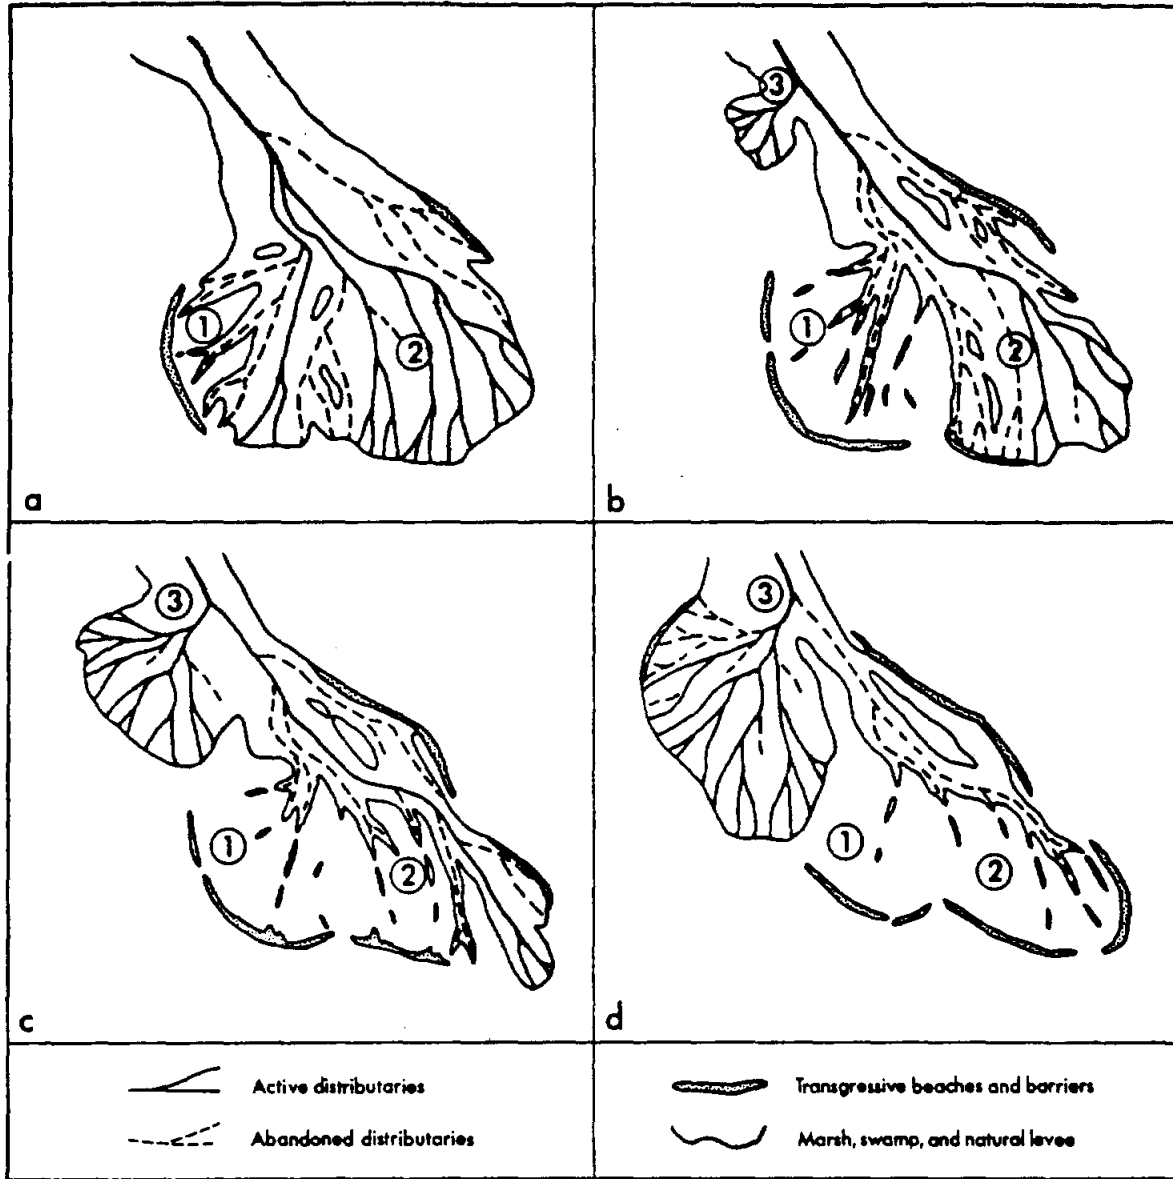 1
2
a
3
1
2
b
3
1
2
c
3
1
2
d
Active distributaries
Abandoned distributaries
Transgressive beaches and barriers
Marsh, swamp, and natural levee